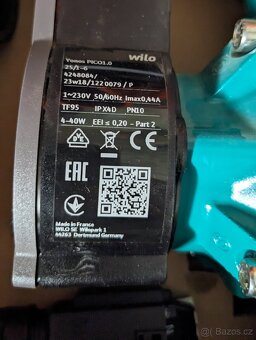 wilo
Yonos PICO1.0
25/1-6
4248084/
23w18/1220079 / P
1~230V 50/60Hz Imax0,44A
TF95 IPX4D PN10
4-40W EEI ≤ 0,20 - Part 2
CE
EAC
Made in France
WILO SE Wilopark 1
44263 Dortmund Germany
Bazos.cz